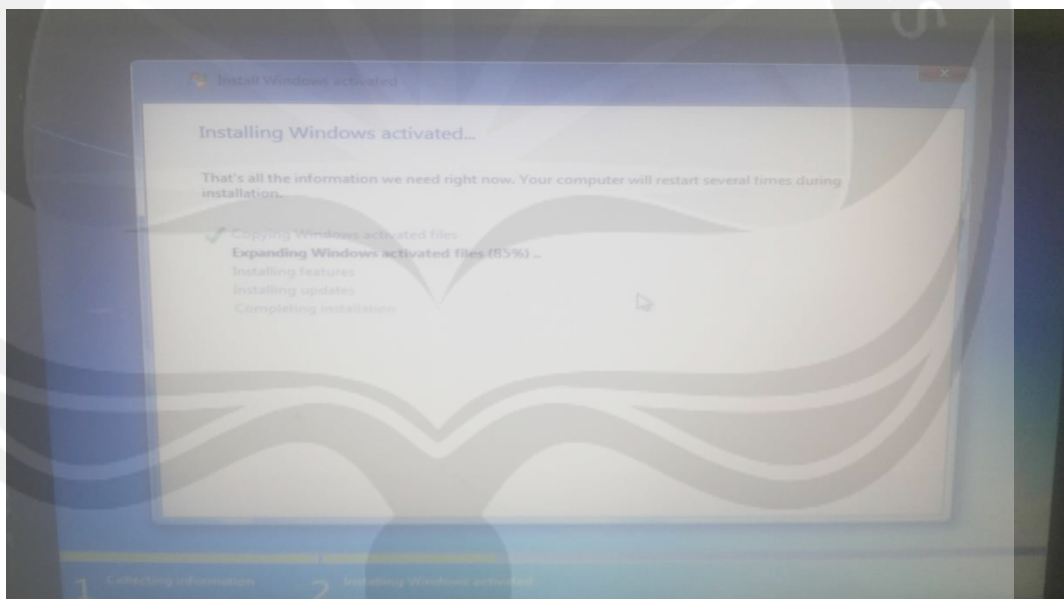 S
Install Windows activated
Installing Windows activated...
That's all the information we need right now. Your computer will restart several times during
installation.
Copying Windows activated files
Expanding Windows activated files (85%) ..
Installing features
Installing updates
Completing installation
1 Collecting information
2 Installing Windows activated